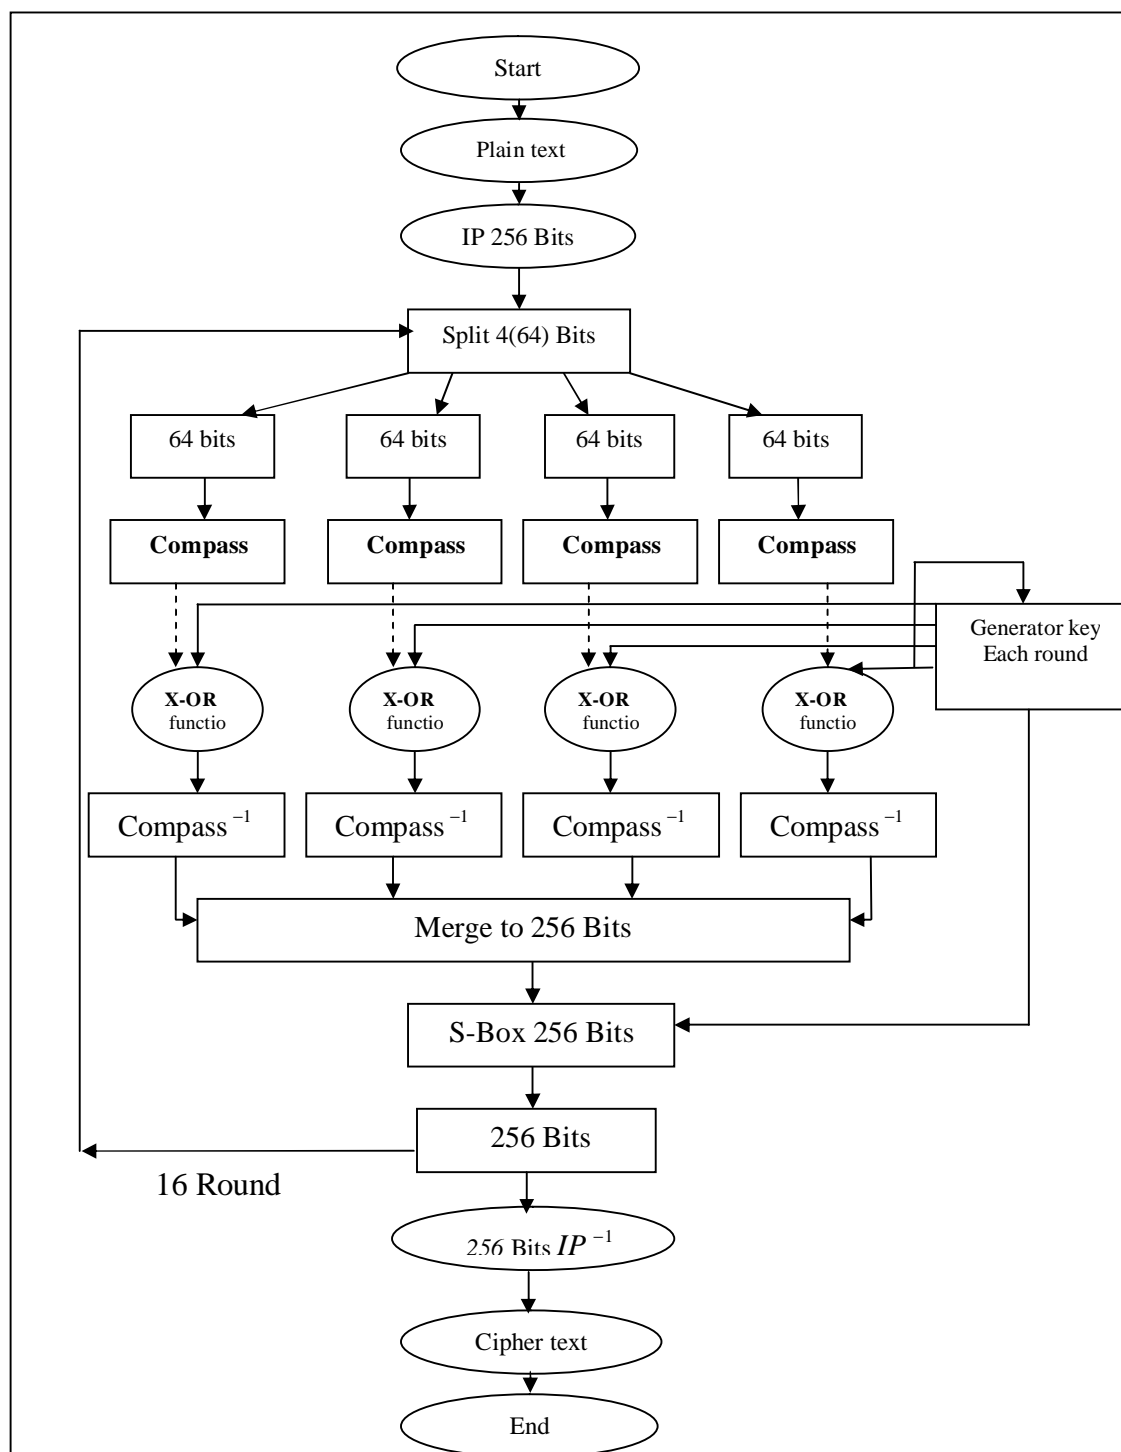 Start
Plain text
IP 256 Bits
Split 4(64) Bits
64 bits
64 bits
64 bits
64 bits
Compass
Compass
Compass
Compass
Generator key
Each round
X-OR
functio
X-OR
functio
X-OR
functio
X-OR
functio
Compass⁻¹
Compass⁻¹
Compass⁻¹
Compass⁻¹
Merge to 256 Bits
S-Box 256 Bits
256 Bits
16 Round
256 Bits IP⁻¹
Cipher text
End